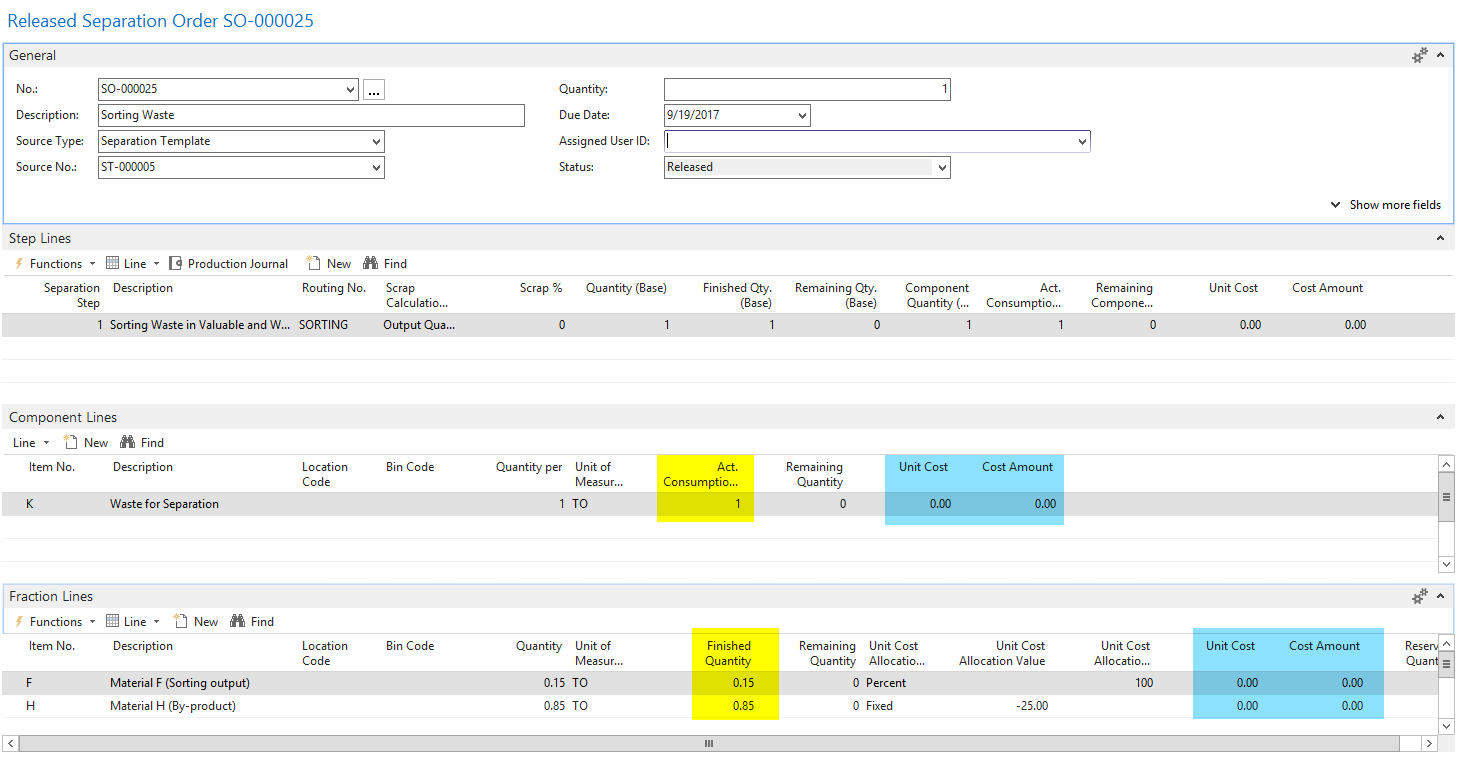 Released Separation Order SO-000025
General
No.: SO-000025 ... Quantity: 1
Description: Sorting Waste Due Date: 9/19/2017
Source Type: Separation Template Assigned User ID:
Source No.: ST-000005 Status: Released
Show more fields
Step Lines
Functions Line Production Journal New Find
Separation Description Routing No. Scrap Scrap % Quantity (Base) Finished Qty. Remaining Qty. Component Act. Remaining Unit Cost Cost Amount
Step Calculatio... (Base) (Base) Quantity (... Consumptio... Compone...
1 Sorting Waste in Valuable and W... SORTING Output Qua... 0 1 1 0 1 1 0 0.00 0.00
Component Lines
Line New Find
Item No. Description Location Bin Code Quantity per Unit of Act. Remaining Unit Cost Cost Amount
Code Measur... Consumptio... Quantity
K Waste for Separation 1 TO 1 0 0.00 0.00
Fraction Lines
Functions Line New Find
Item No. Description Location Bin Code Quantity Unit of Finished Remaining Unit Cost Unit Cost Unit Cost Unit Cost Cost Amount Reserv
Code Measur... Quantity Quantity Allocatio... Allocation Value Allocatio... Quant
F Material F (Sorting output) 0.15 TO 0.15 0 Percent 100 0.00 0.00
H Material H (By-product) 0.85 TO 0.85 0 Fixed -25.00 0.00 0.00